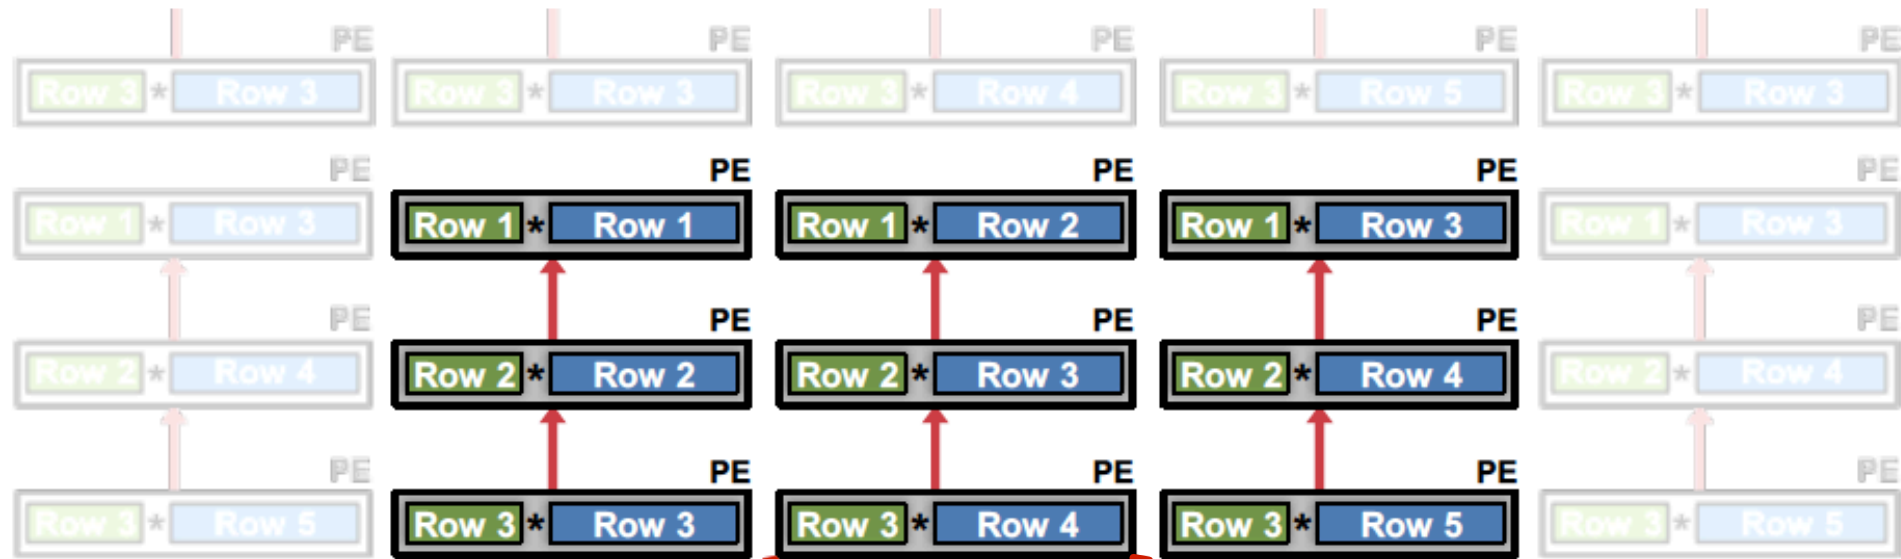 PE PE PE PE PE
Row 3 * Row 3 Row 3 * Row 3 Row 3 * Row 4 Row 3 * Row 5 Row 3 * Row 3
PE PE PE PE PE
Row 1 * Row 3 Row 1 * Row 1 Row 1 * Row 2 Row 1 * Row 3 Row 1 * Row 3
PE PE PE PE PE
Row 2 * Row 4 Row 2 * Row 2 Row 2 * Row 3 Row 2 * Row 4 Row 2 * Row 4
PE PE PE PE PE
Row 3 * Row 5 Row 3 * Row 3 Row 3 * Row 4 Row 3 * Row 5 Row 3 * Row 5